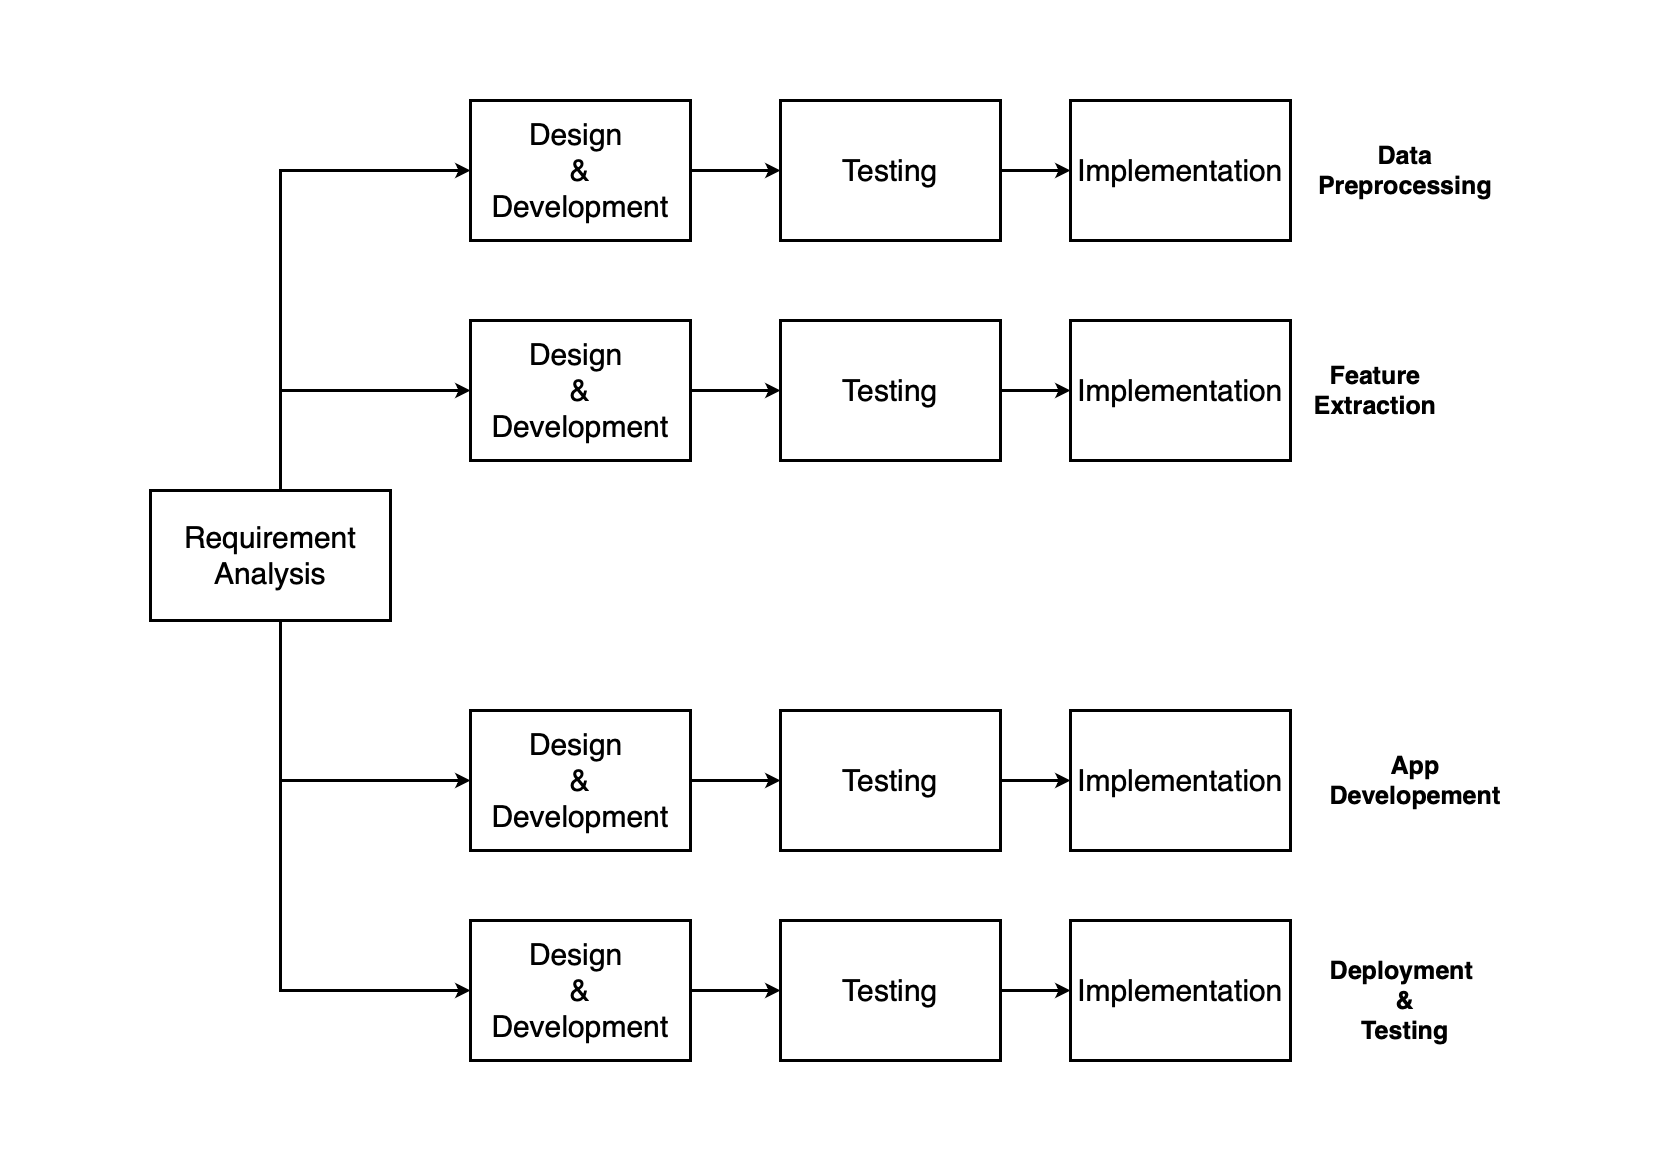 Design
&
Development
Testing
Implementation
Data
Preprocessing
Design
&
Development
Testing
Implementation
Feature
Extraction
Requirement
Analysis
Design
&
Development
Testing
Implementation
App
Developement
Design
&
Development
Testing
Implementation
Deployment
&
Testing